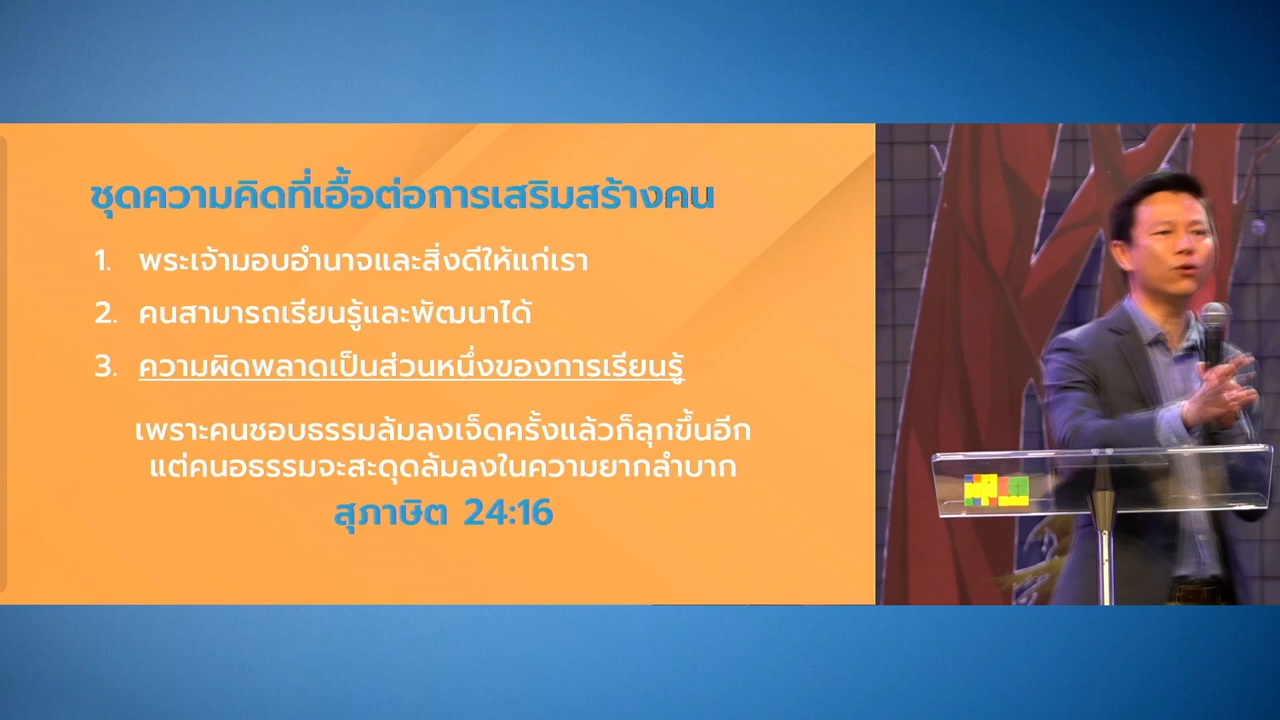 ชุดความคิดที่เอื้อต่อการเสริมสร้างคน
1. พระเจ้ามอบอำนาจและสิ่งดีให้แก่เรา
2. คนสามารถเรียนรู้และพัฒนาได้
3. ความผิดพลาดเป็นส่วนหนึ่งของการเรียนรู้
เพราะคนชอบธรรมล้มลงเจ็ดครั้งแล้วก็ลุกขึ้นอีก
แต่คนอธรรมจะสะดุดล้มลงในความยากลำบาก
สุภาษิต 24:16